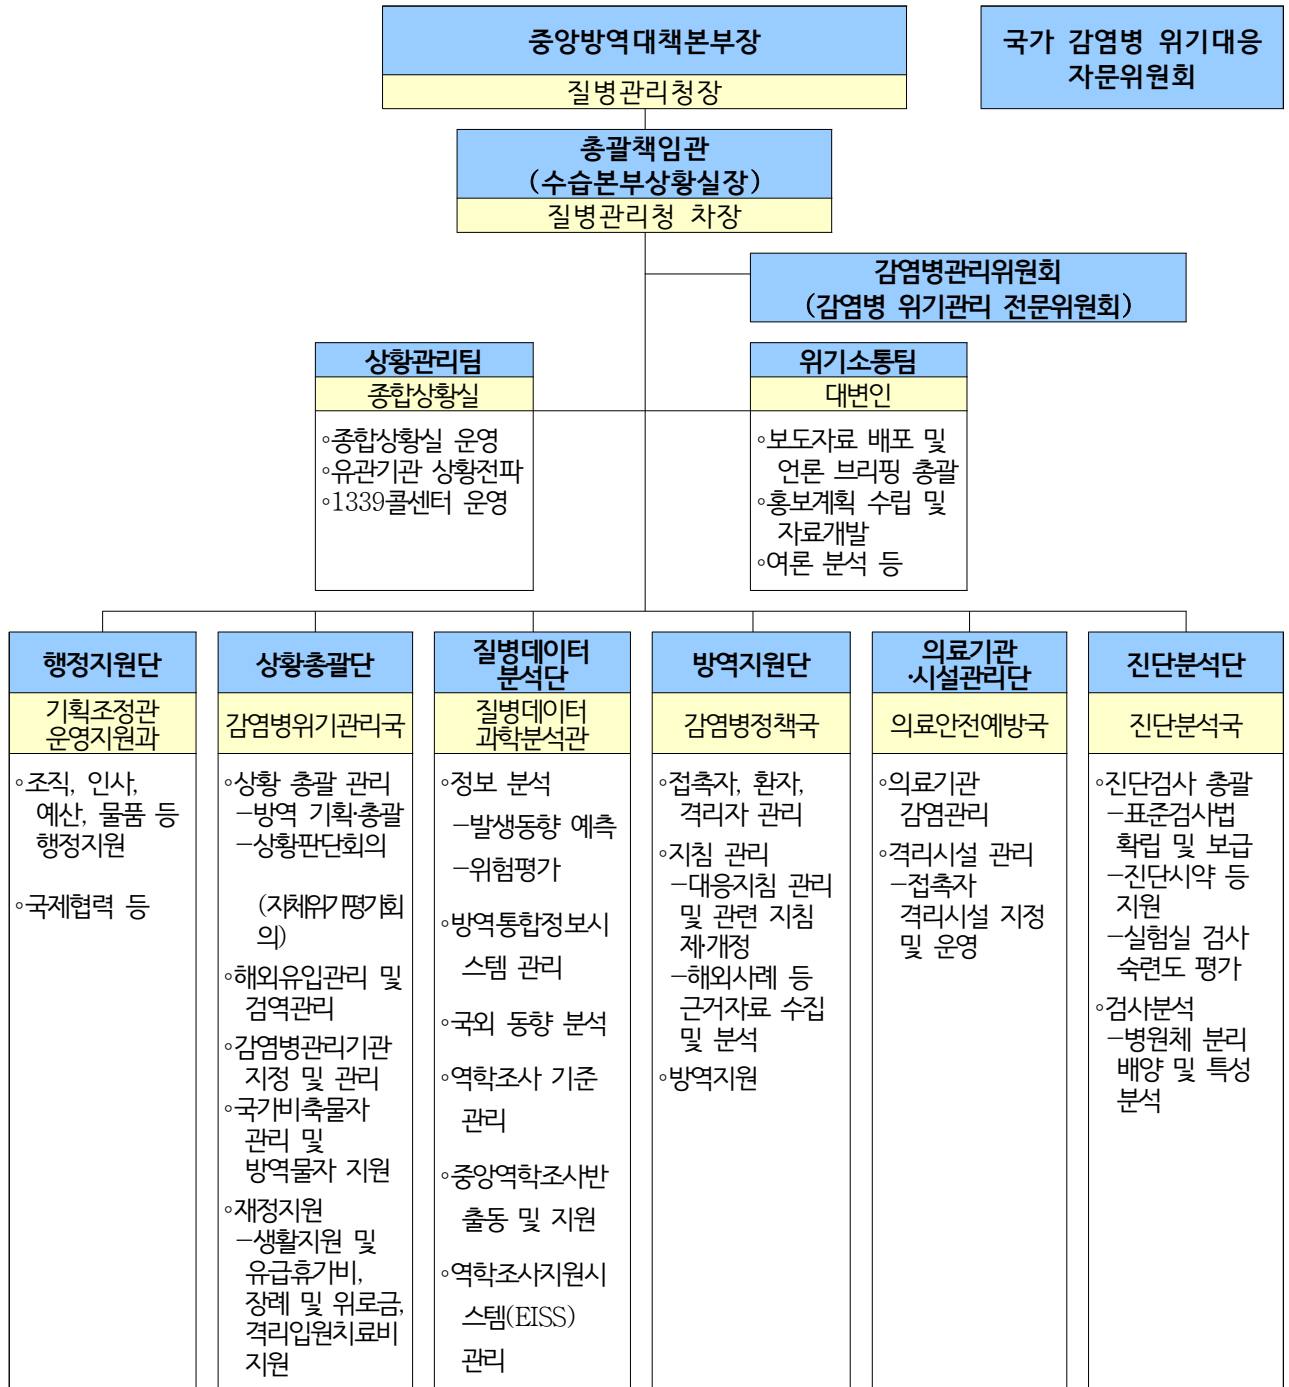 중앙방역대책본부장
질병관리청장
국가 감염병 위기대응
자문위원회
총괄책임관
(수습본부상황실장)
질병관리청 차장
감염병관리위원회
(감염병 위기관리 전문위원회)
상황관리팀
종합상황실
◦종합상황실 운영
◦유관기관 상황전파
◦1339콜센터 운영
위기소통팀
대변인
◦보도자료 배포 및
언론 브리핑 총괄
◦홍보계획 수립 및
자료개발
◦여론 분석 등
행정지원단
기획조정관
운영지원과
◦조직, 인사,
예산, 물품 등
행정지원
◦국제협력 등
상황총괄단
감염병위기관리국
◦상황 총괄 관리
-방역 기획·총괄
-상황판단회의
(자체위기평가회
의)
◦해외유입관리 및
검역관리
◦감염병관리기관
지정 및 관리
◦국가비축물자
관리 및
방역물자 지원
◦재정지원
-생활지원 및
유급휴가비,
장례 및 위로금,
격리입원치료비
지원
질병데이터
분석단
질병데이터
과학분석관
◦정보 분석
-발생동향 예측
-위험평가
◦방역통합정보시
스템 관리
◦국외 동향 분석
◦역학조사 기준
관리
◦중앙역학조사반
출동 및 지원
◦역학조사지원시
스템(EISS)
관리
방역지원단
감염병정책국
◦접촉자, 환자,
격리자 관리
◦지침 관리
-대응지침 관리
및 관련 지침
제·개정
-해외사례 등
근거자료 수집
및 분석
◦방역지원
의료기관
·시설관리단
의료안전예방국
◦의료기관
감염관리
◦격리시설 관리
-접촉자
격리시설 지정
및 운영
진단분석단
진단분석국
◦진단검사 총괄
-표준검사법
확립 및 보급
-진단시약 등
지원
-실험실 검사
숙련도 평가
◦검사분석
-병원체 분리
배양 및 특성
분석